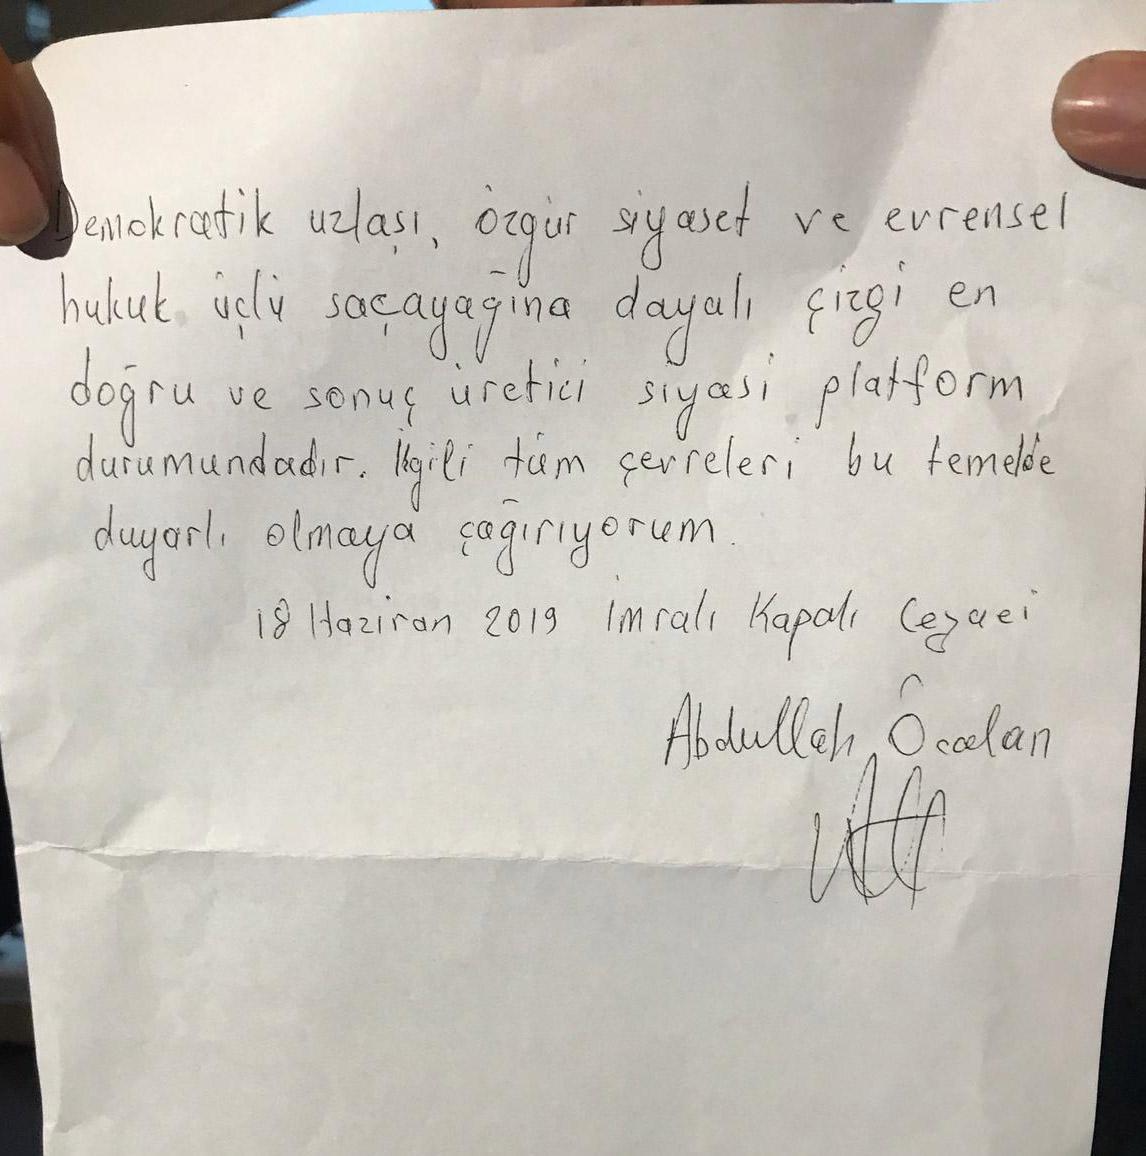 Demokratik uzlaşı, özgür siyaset ve evrensel
hukuk üçlü saçayağına dayalı çizgi en
doğru ve sonuç üretici siyasi platform
durumundadır. İlgili tüm çevreleri bu temelde
duyarlı olmaya çağırıyorum.
18 Haziran 2019 İmralı Kapalı Cezaei
Abdullah Öcalan